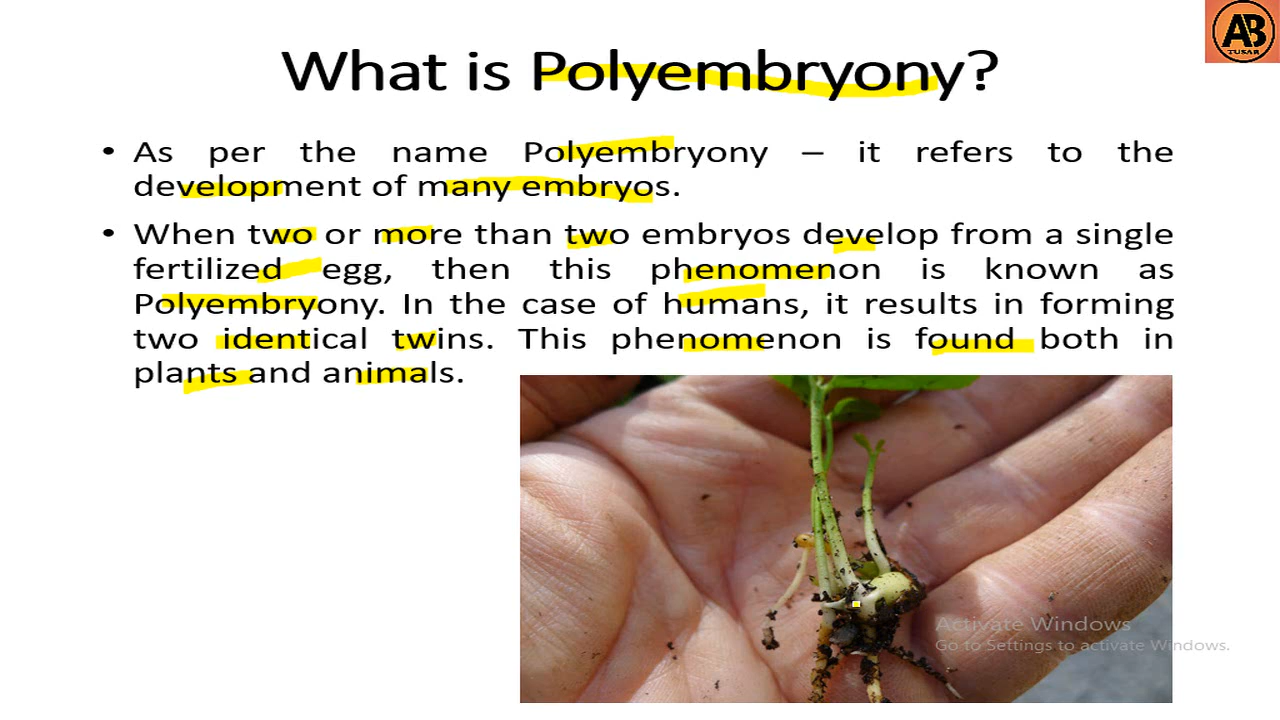 AB
TUSAR
What is Polyembryony?
• As per the name Polyembryony – it refers to the
development of many embryos.
• When two or more than two embryos develop from a single
fertilized egg, then this phenomenon is known as
Polyembryony. In the case of humans, it results in forming
two identical twins. This phenomenon is found both in
plants and animals.
Activate Windows
Go to Settings to activate Windows.